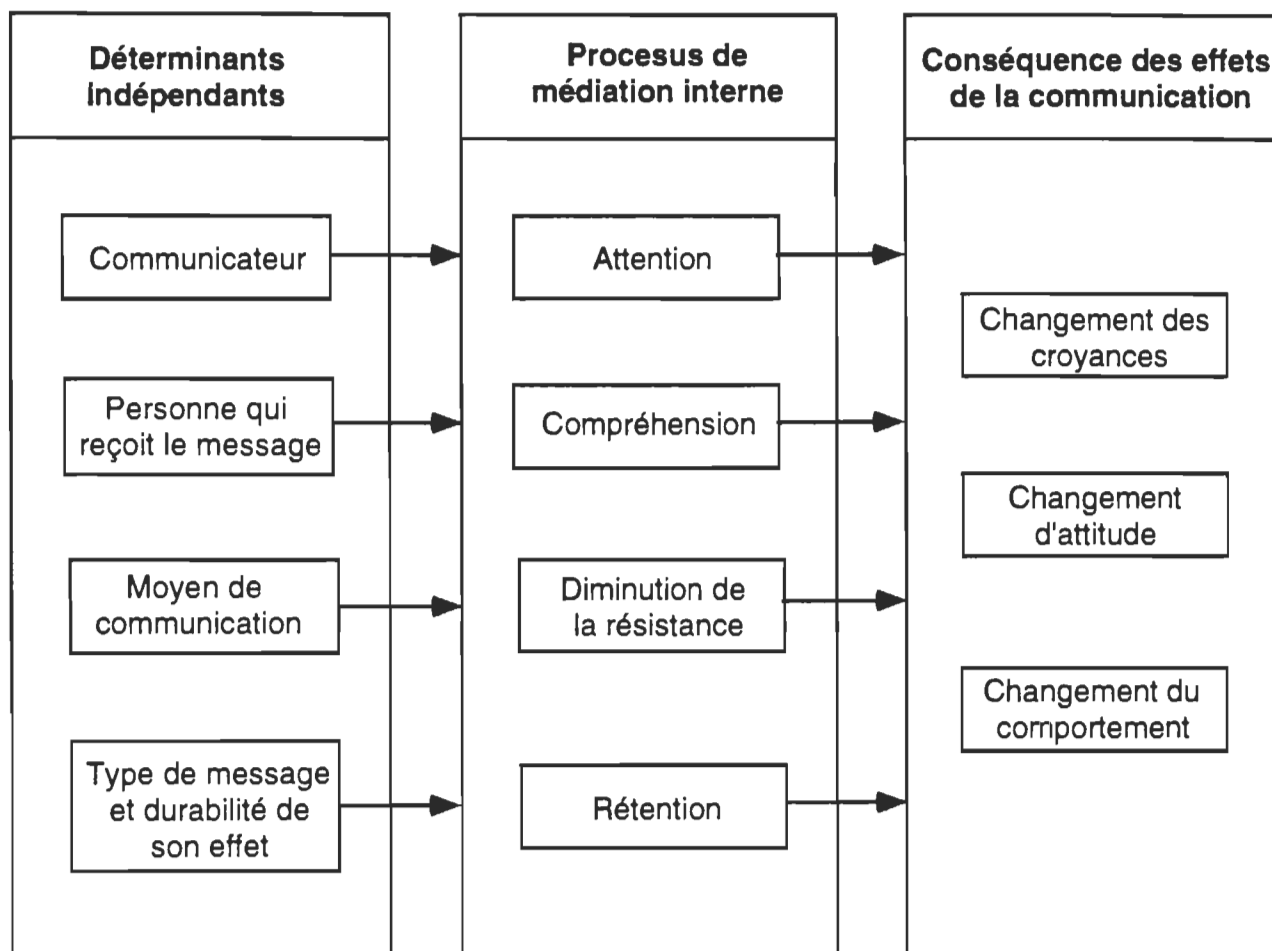 Déterminants
indépendants
Communicateur
Personne qui
reçoit le message
Moyen de
communication
Type de message
et durabilité de
son effet
Procesus de
médiation interne
Attention
Compréhension
Diminution de
la résistance
Rétention
Conséquence des effets
de la communication
Changement des
croyances
Changement
d'attitude
Changement du
comportement